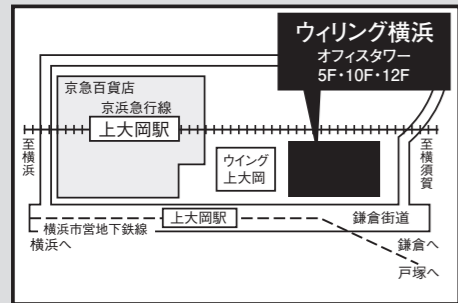 ウィリング横浜
オフィスタワー
5F・10F・12F
京急百貨店
京浜急行線
上大岡駅
至横浜
ウイング
上大岡
至横須賀
上大岡駅
鎌倉街道
横浜市営地下鉄線
横浜へ
鎌倉へ
戸塚へ